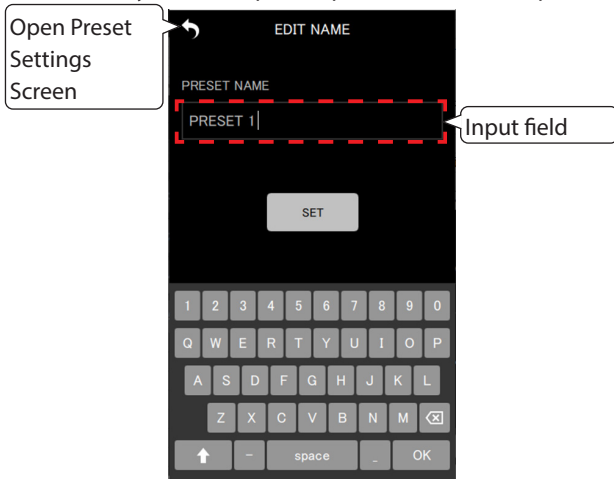 Open Preset
Settings
Screen
EDIT NAME
PRESET NAME
PRESET 1
Input field
SET
1 2 3 4 5 6 7 8 9 0
Q W E R T Y U I O P
A S D F G H J K L
Z X C V B N M
- space _ OK